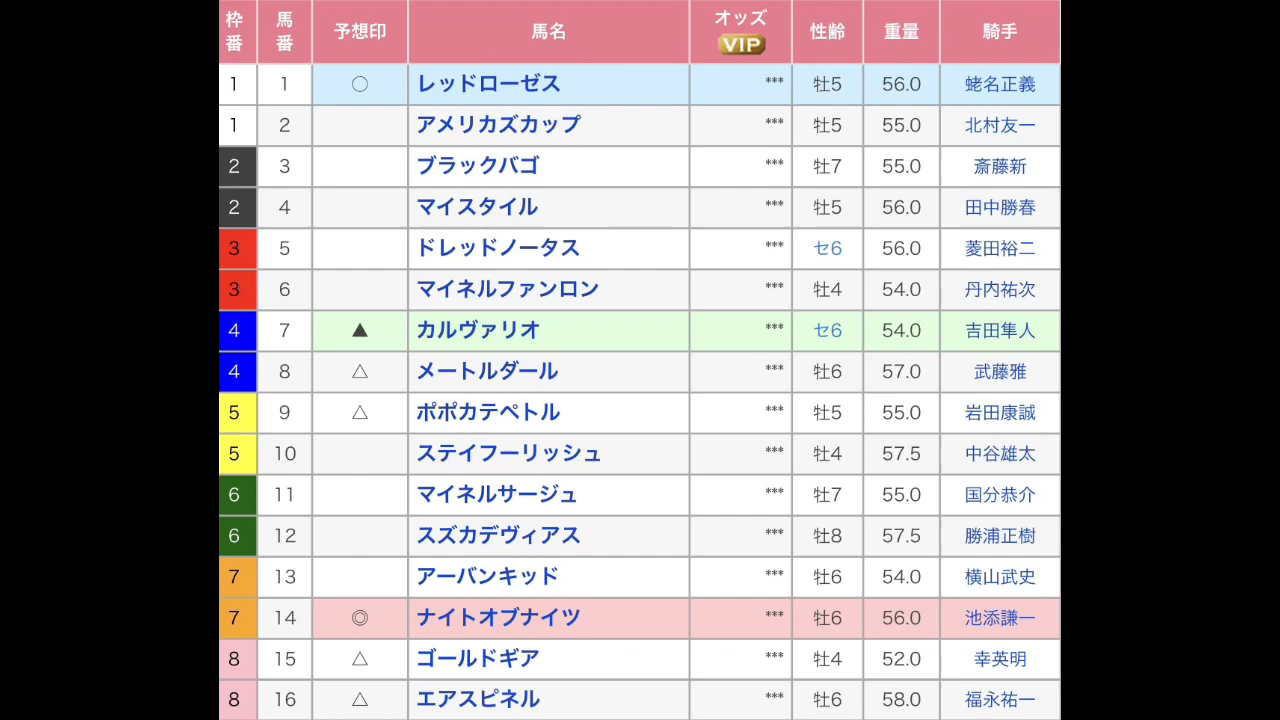 枠番 馬番 予想印 馬名 オッズ VIP 性齢 重量 騎手
1 1 ○ レッドローゼス *** 牡5 56.0 蛯名正義
1 2 アメリカズカップ *** 牡5 55.0 北村友一
2 3 ブラックバゴ *** 牡7 55.0 斎藤新
2 4 マイスタイル *** 牡5 56.0 田中勝春
3 5 ドレッドノータス *** セ6 56.0 菱田裕二
3 6 マイネルファンロン *** 牡4 54.0 丹内祐次
4 7 ▲ カルヴァリオ *** セ6 54.0 吉田隼人
4 8 △ メートルダール *** 牡6 57.0 武藤雅
5 9 △ ポポカテペトル *** 牡5 55.0 岩田康誠
5 10 ステイフーリッシュ *** 牡4 57.5 中谷雄太
6 11 マイネルサージュ *** 牡7 55.0 国分恭介
6 12 スズカデヴィアス *** 牡8 57.5 勝浦正樹
7 13 アーバンキッド *** 牡6 54.0 横山武史
7 14 ◎ ナイトオブナイツ *** 牡6 56.0 池添謙一
8 15 △ ゴールドギア *** 牡4 52.0 幸英明
8 16 △ エアスピネル *** 牡6 58.0 福永祐一